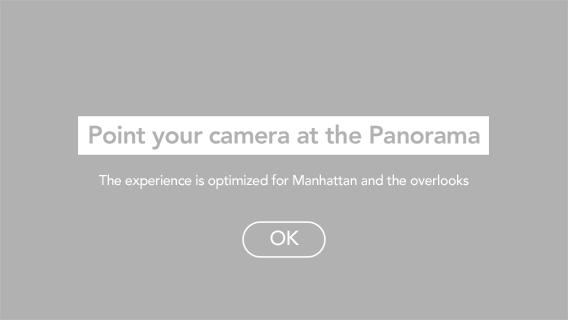 Point your camera at the Panorama
The experience is optimized for Manhattan and the overlooks
OK